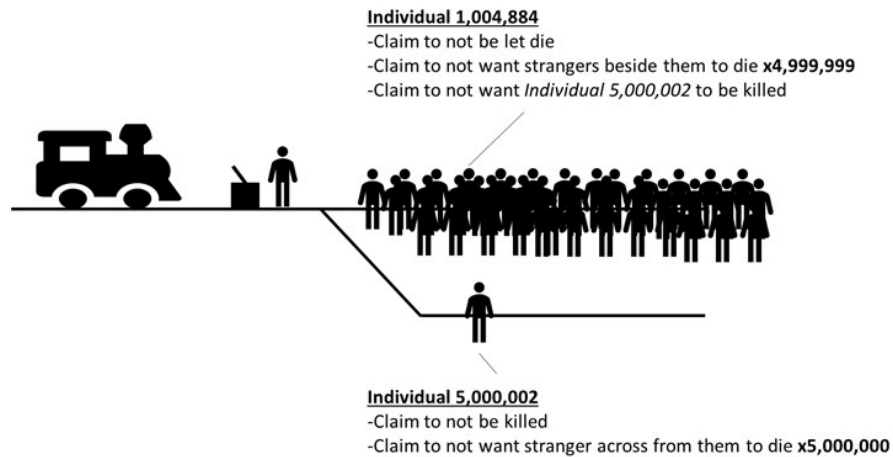 Individual 1,004,884
-Claim to not be let die
-Claim to not want strangers beside them to die x4,999,999
-Claim to not want Individual 5,000,002 to be killed
Individual 5,000,002
-Claim to not be killed
-Claim to not want stranger across from them to die x5,000,000